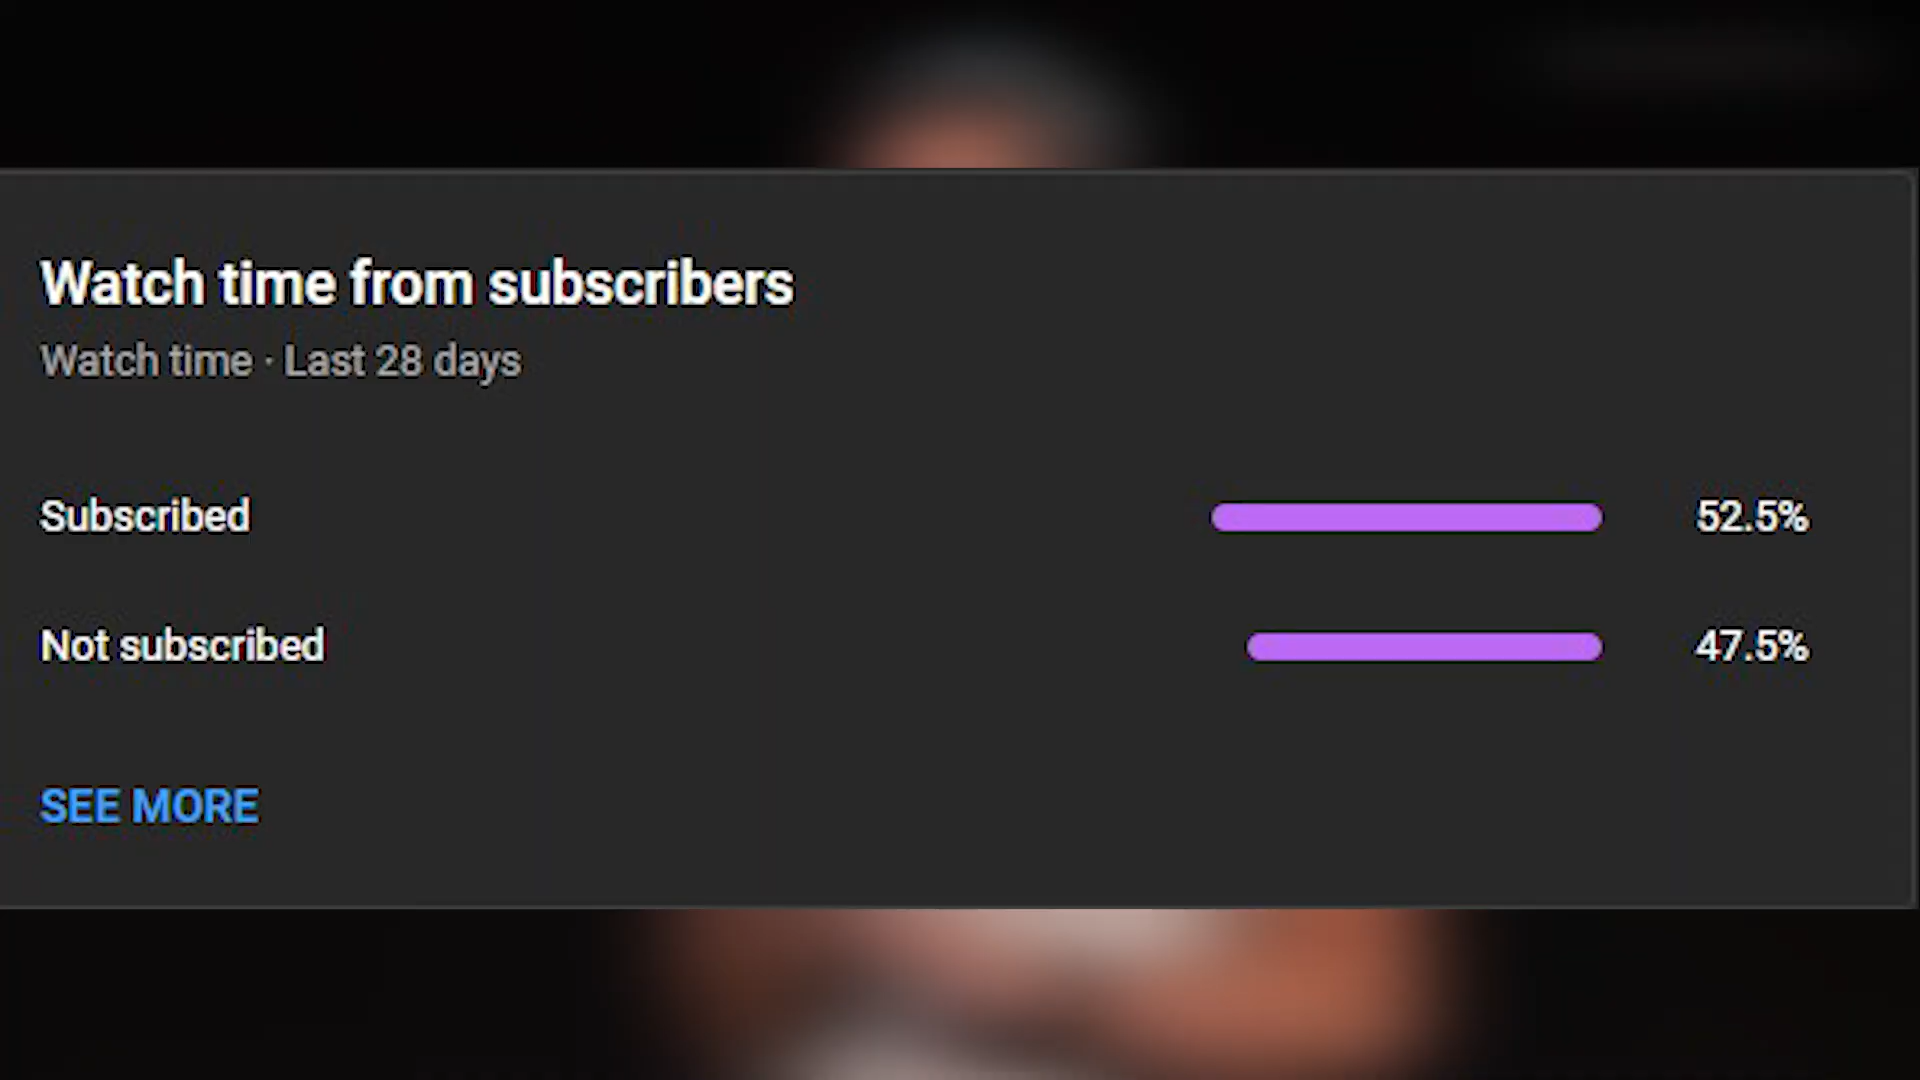 Watch time from subscribers
Watch time · Last 28 days
Subscribed 52.5%
Not subscribed 47.5%
SEE MORE